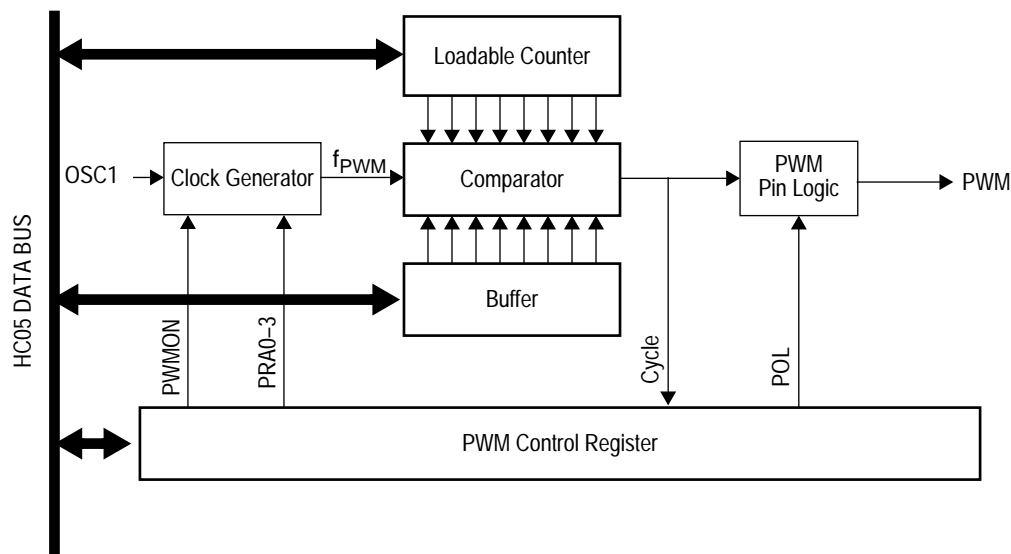 Loadable Counter
OSC1
Clock Generator
fPWM
Comparator
PWM
Pin Logic
PWM
HC05 DATA BUS
Buffer
PWMON
PRA0–3
Cycle
POL
PWM Control Register